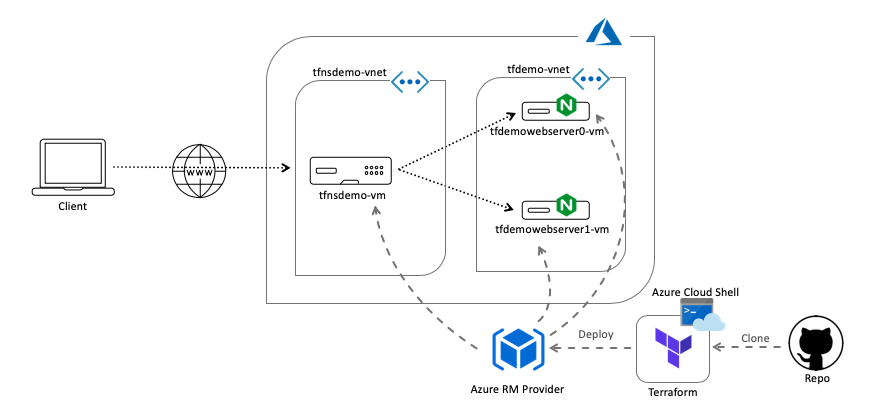 tfnsdemo-vnet
tfdemo-vnet
N
tfdemowebserver0-vm
WWW
tfnsdemo-vm
Client
N
tfdemowebserver1-vm
Azure Cloud Shell
>_
Deploy
Clone
Azure RM Provider
Terraform
Repo